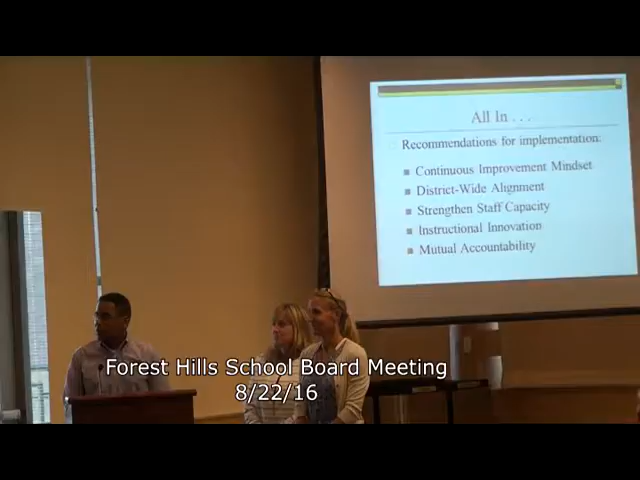 All In . . .
Recommendations for implementation:
Continuous Improvement Mindset
District-Wide Alignment
Strengthen Staff Capacity
Instructional Innovation
Mutual Accountability
Forest Hills School Board Meeting
8/22/16